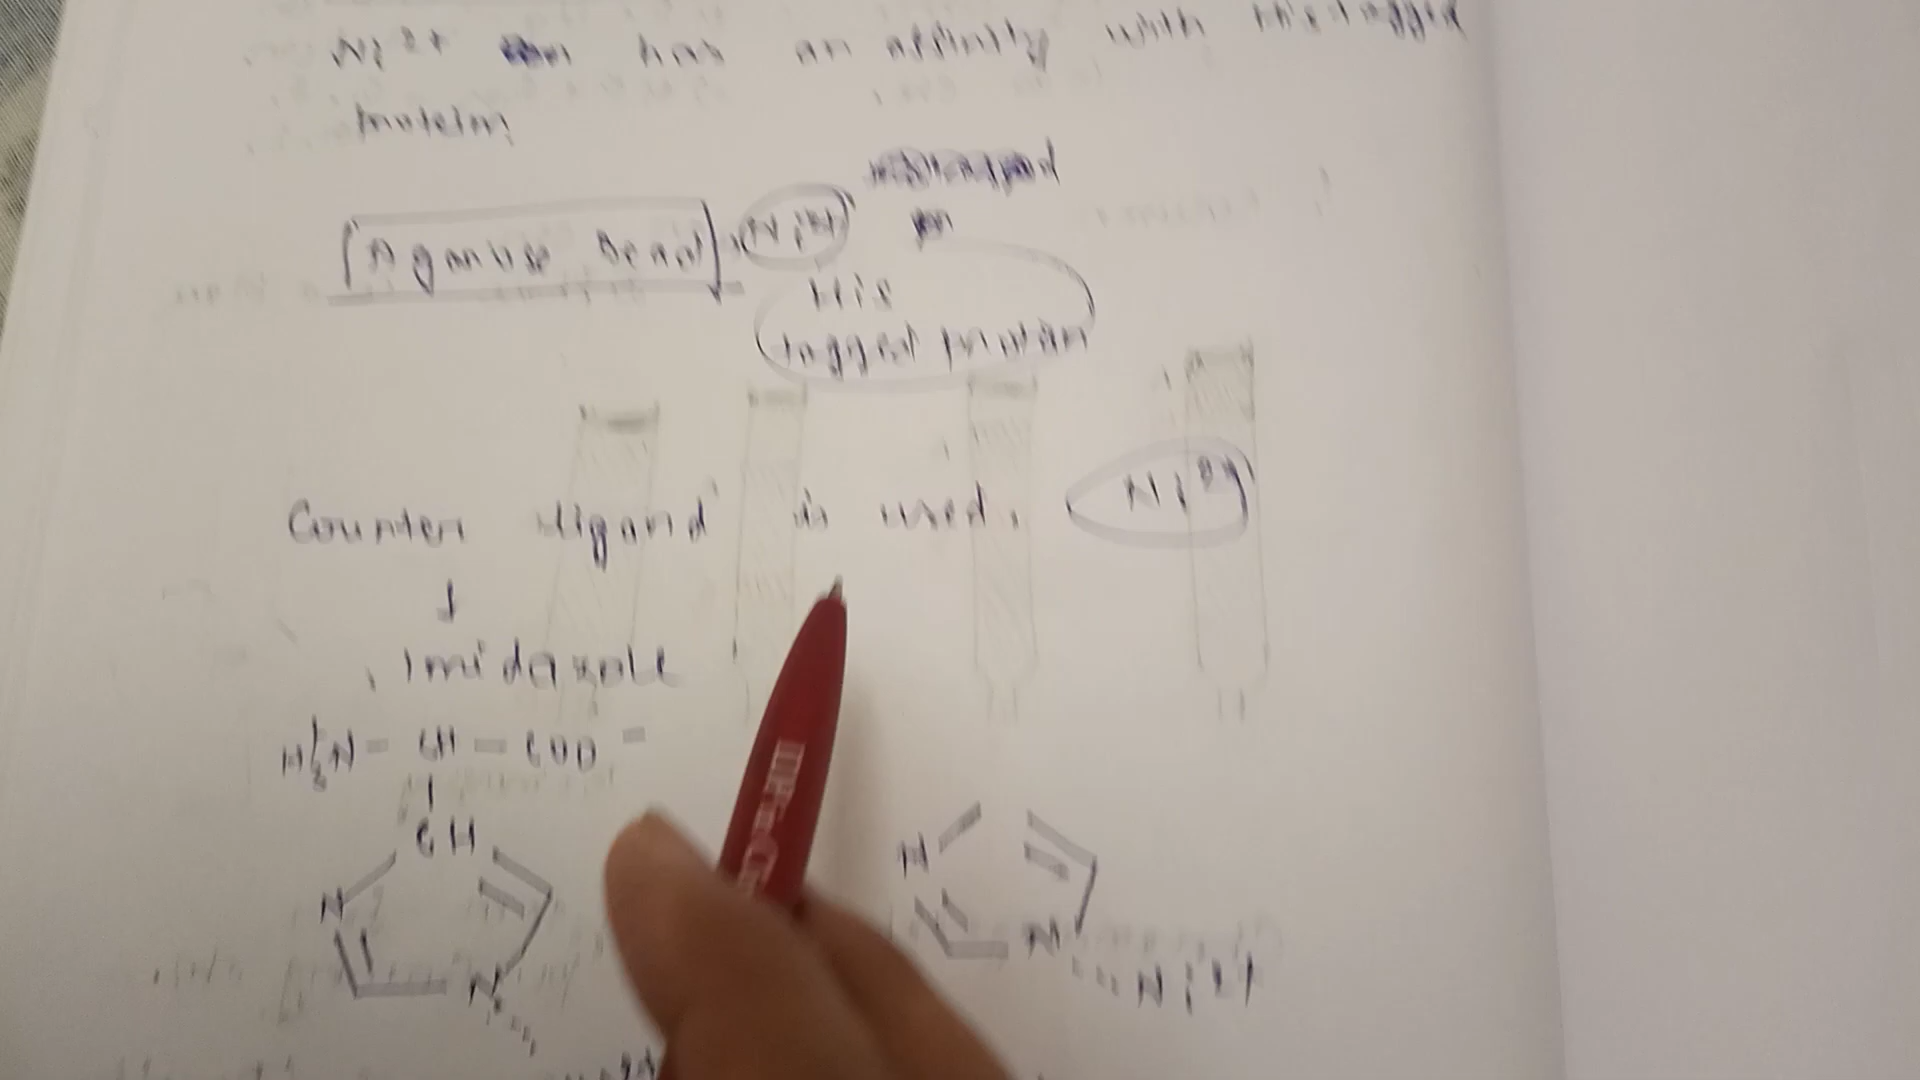 Ni2+ has an affinity with His tagged
protein
Agarose Bead Ni2+
His
tagged protein
Counter ligand is used. Ni2+
↓
Imidazole
H3+N - CH - COO-
CH
N
N
N
N
Ni2+